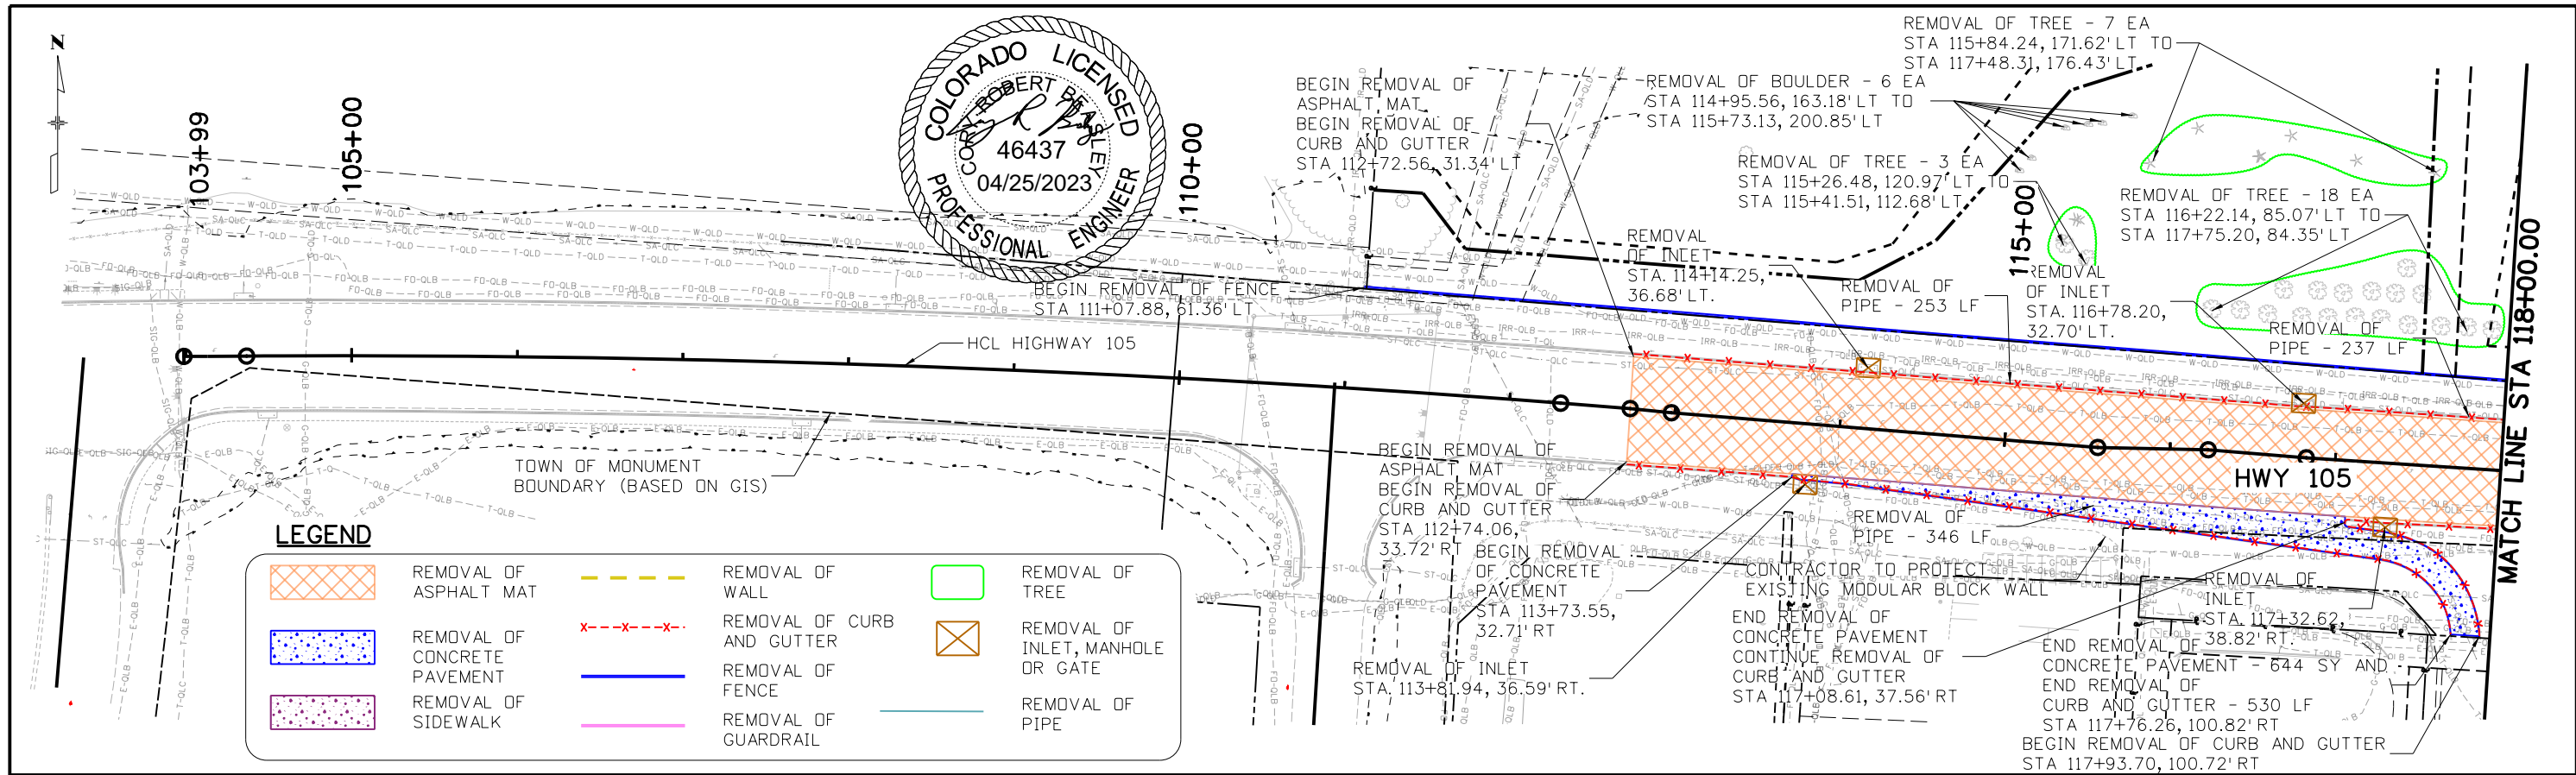 N
103+99
105+00
COLORADO LICENSED
CORY ROBERT BEASLEY
46437
04/25/2023
PROFESSIONAL ENGINEER
110+00
BEGIN REMOVAL OF
ASPHALT MAT
BEGIN REMOVAL OF
CURB AND GUTTER
STA 112+72.56, 31.34' LT
REMOVAL OF BOULDER - 6 EA
STA 114+95.56, 163.18' LT TO
STA 115+73.13, 200.85' LT
REMOVAL OF TREE - 7 EA
STA 115+84.24, 171.62' LT TO
STA 117+48.31, 176.43' LT
REMOVAL OF TREE - 3 EA
STA 115+26.48, 120.97' LT TO
STA 115+41.51, 112.68' LT
115+00
REMOVAL OF TREE - 18 EA
STA 116+22.14, 85.07' LT TO
STA 117+75.20, 84.35' LT
REMOVAL
OF INLET
STA. 114+14.25,
36.68' LT.
REMOVAL OF
PIPE - 253 LF
REMOVAL
OF INLET
STA. 116+78.20,
32.70' LT.
REMOVAL OF
PIPE - 237 LF
BEGIN REMOVAL OF FENCE
STA 111+07.88, 61.36' LT
HCL HIGHWAY 105
MATCH LINE STA 118+00.00
HWY 105
TOWN OF MONUMENT
BOUNDARY (BASED ON GIS)
BEGIN REMOVAL OF
ASPHALT MAT
BEGIN REMOVAL OF
CURB AND GUTTER
STA 112+74.06,
33.72' RT
BEGIN REMOVAL
OF CONCRETE
PAVEMENT
STA 113+73.55,
32.71' RT
REMOVAL OF INLET
STA. 113+81.94, 36.59' RT.
REMOVAL OF
PIPE - 346 LF
CONTRACTOR TO PROTECT
EXISTING MODULAR BLOCK WALL
END REMOVAL OF
CONCRETE PAVEMENT
CONTINUE REMOVAL OF
CURB AND GUTTER
STA 117+08.61, 37.56' RT
REMOVAL OF
INLET
STA. 117+32.62,
38.82' RT.
END REMOVAL OF
CONCRETE PAVEMENT - 644 SY AND
END REMOVAL OF
CURB AND GUTTER - 530 LF
STA 117+76.26, 100.82' RT
BEGIN REMOVAL OF CURB AND GUTTER
STA 117+93.70, 100.72' RT
LEGEND
REMOVAL OF
ASPHALT MAT
REMOVAL OF
CONCRETE
PAVEMENT
REMOVAL OF
SIDEWALK
REMOVAL OF
WALL
REMOVAL OF CURB
AND GUTTER
REMOVAL OF
FENCE
REMOVAL OF
GUARDRAIL
REMOVAL OF
TREE
REMOVAL OF
INLET, MANHOLE
OR GATE
REMOVAL OF
PIPE